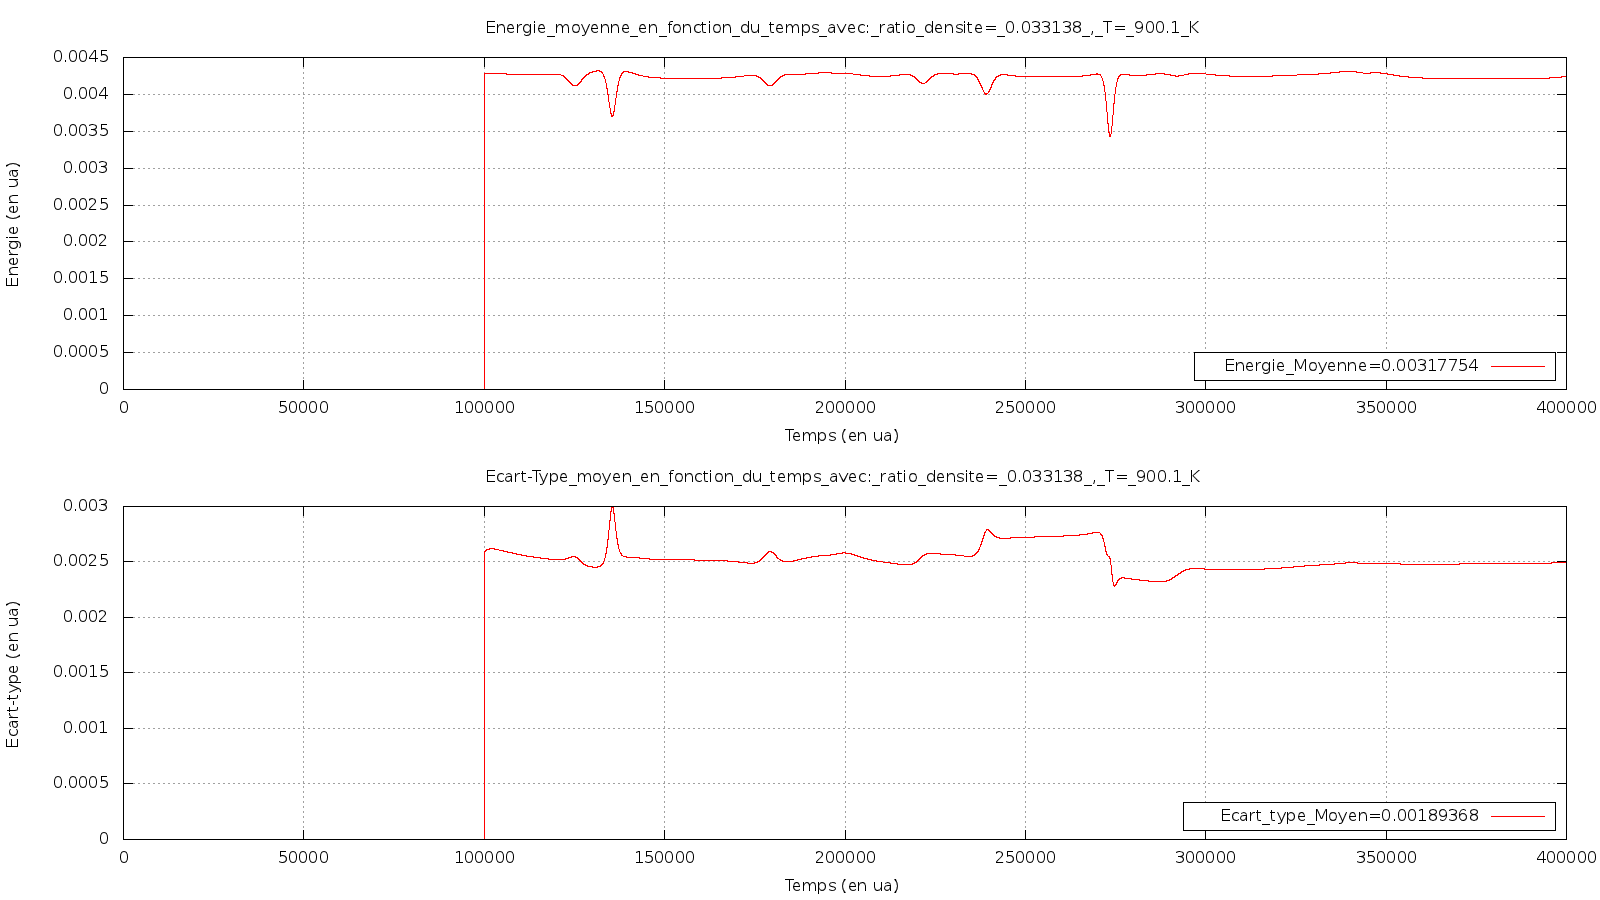 Energie_moyenne_en_fonction_du_temps_avec:_ratio_densite=_0.033138_,_T=_900.1_K
0.0045
0.004
0.0035
0.003
0.0025
0.002
0.0015
0.001
0.0005
0
Energie (en ua)
Energie_Moyenne=0.00317754
0 50000 100000 150000 200000 250000 300000 350000 400000
Temps (en ua)
Ecart-Type_moyen_en_fonction_du_temps_avec:_ratio_densite=_0.033138_,_T=_900.1_K
0.003
0.0025
0.002
0.0015
0.001
0.0005
0
Ecart-type (en ua)
Ecart_type_Moyen=0.00189368
0 50000 100000 150000 200000 250000 300000 350000 400000
Temps (en ua)